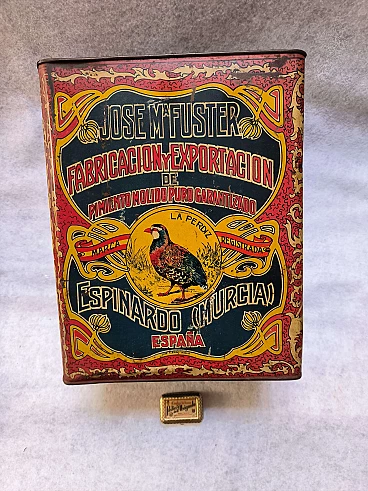 JOSE Mª FUSTER
FABRICACION Y EXPORTACION
DE
PIMIENTO MOLIDO PURO GARANTIZADO
LA PERDIZ
MARCA REGISTRADA
ESPINARDO (MURCIA)
ESPAÑA